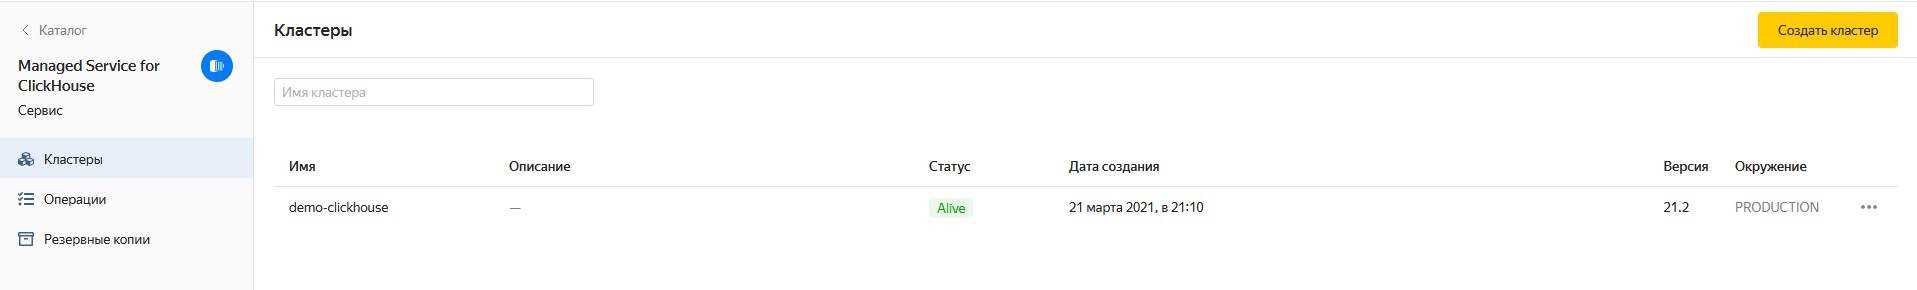 Каталог
Managed Service for
ClickHouse
Сервис
Кластеры
Операции
Резервные копии
Кластеры
Создать кластер
Имя кластера
Имя Описание Статус Дата создания Версия Окружение
demo-clickhouse — Alive 21 марта 2021, в 21:10 21.2 PRODUCTION